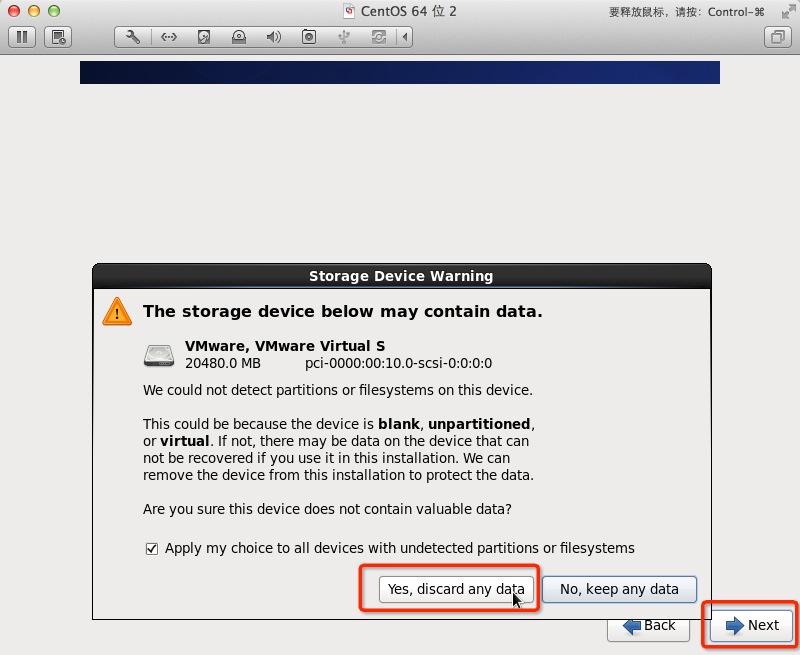 CentOS 64 位 2
要释放鼠标，请按：Control-⌘
Storage Device Warning
The storage device below may contain data.
VMware, VMware Virtual S
20480.0 MB pci-0000:00:10.0-scsi-0:0:0:0
We could not detect partitions or filesystems on this device.
This could be because the device is blank, unpartitioned,
or virtual. If not, there may be data on the device that can
not be recovered if you use it in this installation. We can
remove the device from this installation to protect the data.
Are you sure this device does not contain valuable data?
Apply my choice to all devices with undetected partitions or filesystems
Yes, discard any data
No, keep any data
Back
Next